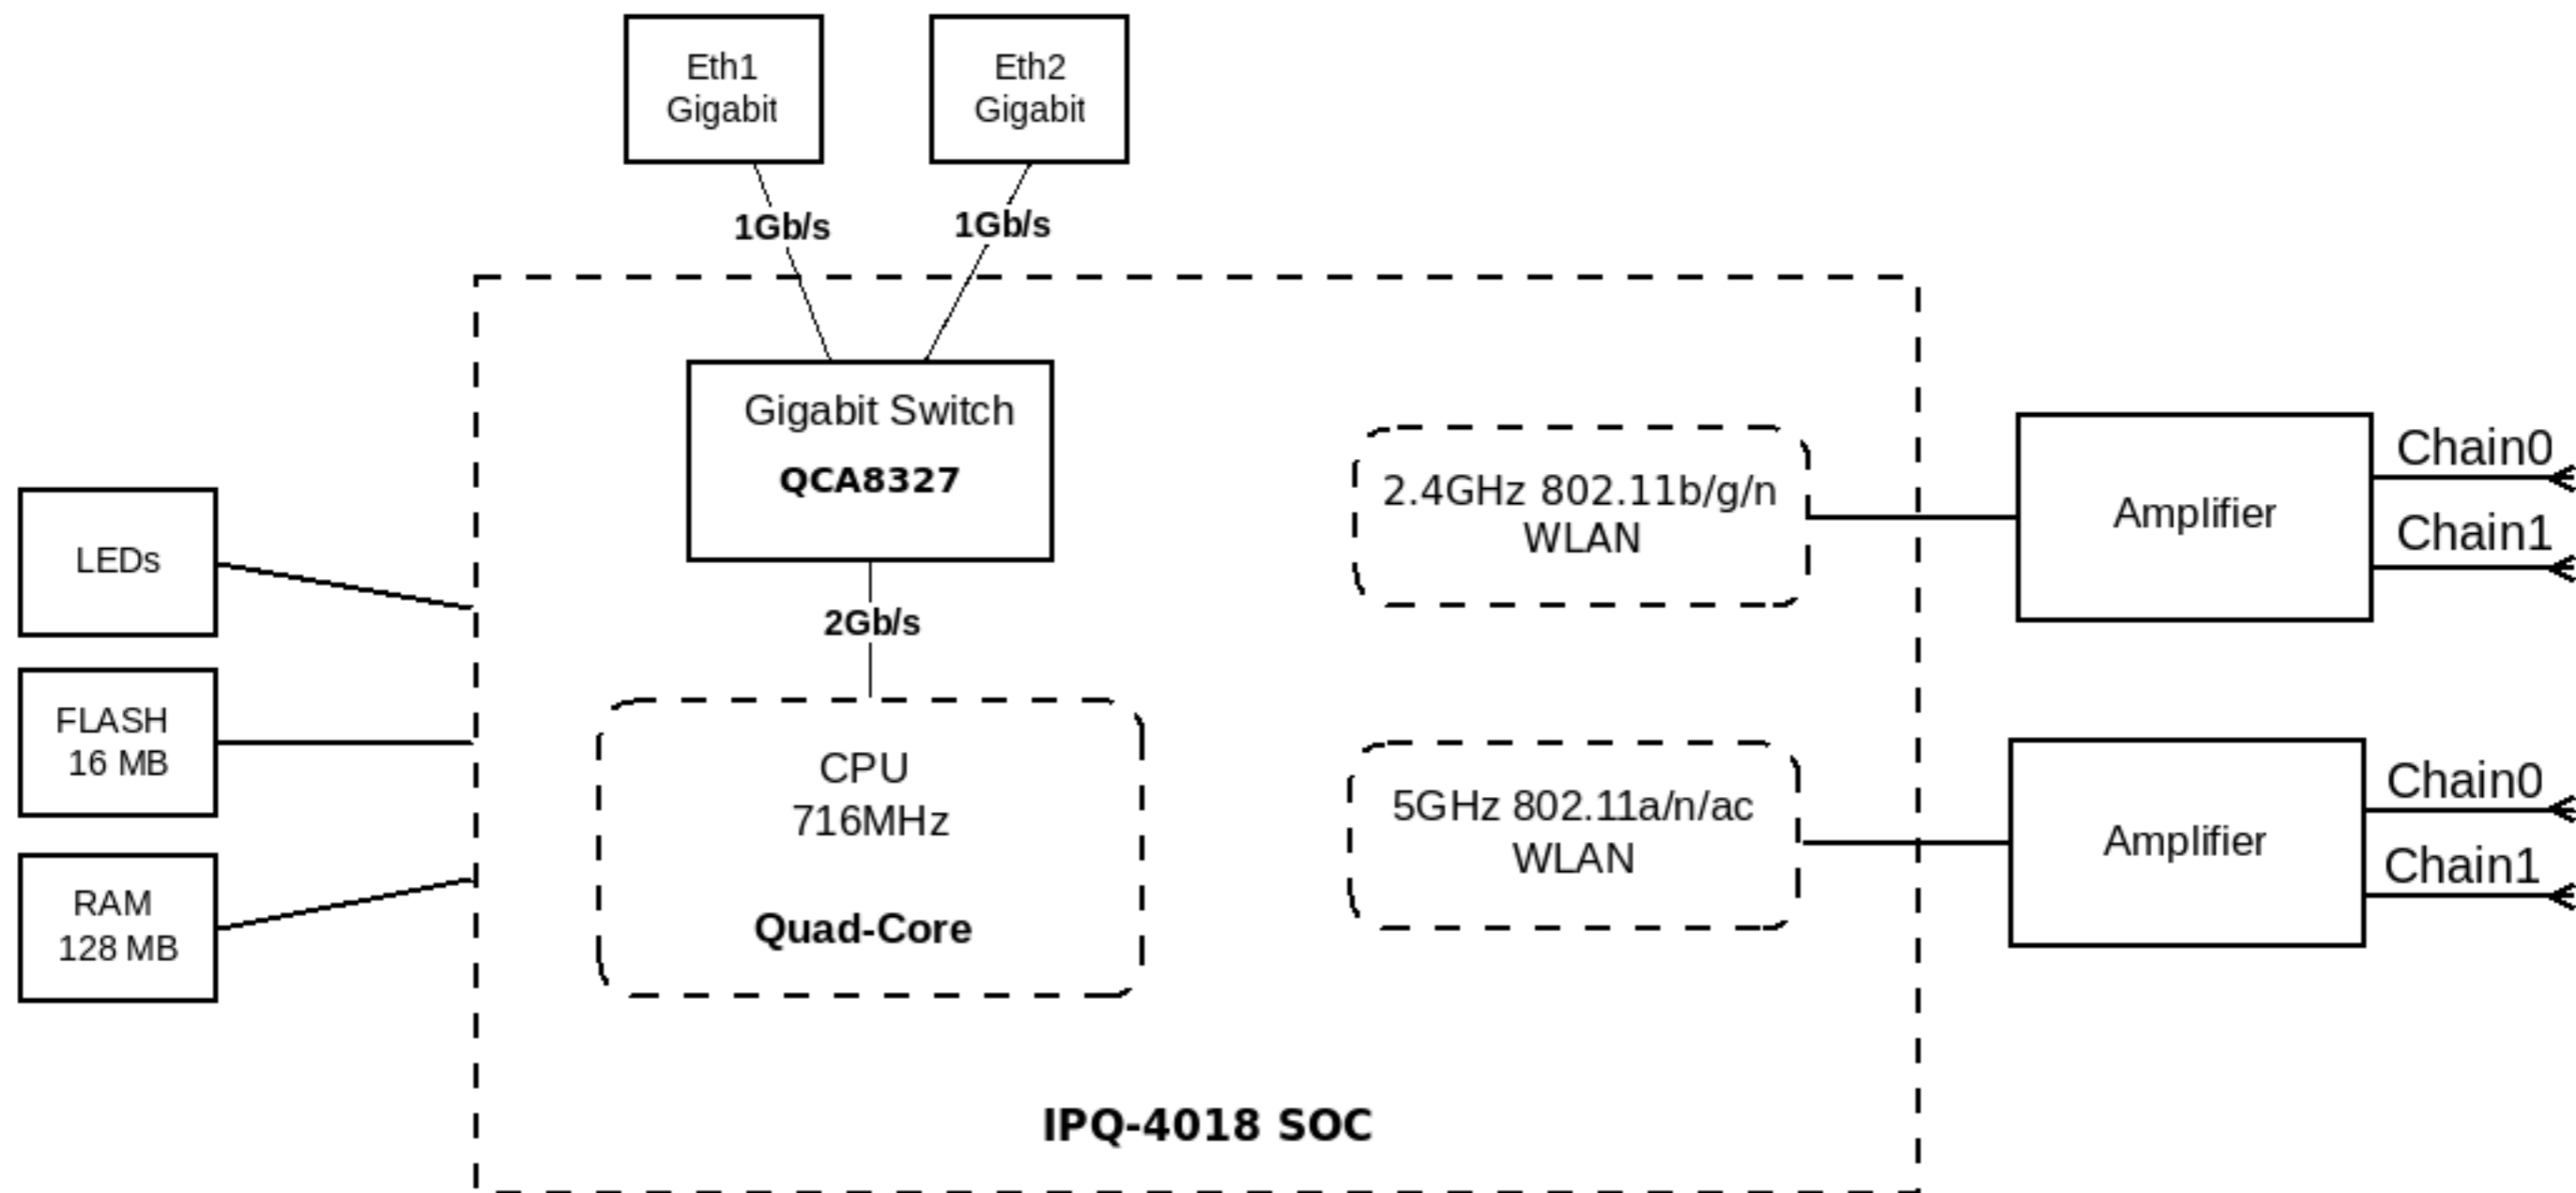 Eth1
Gigabit
Eth2
Gigabit
1Gb/s
1Gb/s
Gigabit Switch
QCA8327
2Gb/s
CPU
716MHz
Quad-Core
LEDs
FLASH
16 MB
RAM
128 MB
2.4GHz 802.11b/g/n
WLAN
5GHz 802.11a/n/ac
WLAN
Amplifier
Chain0
Chain1
Amplifier
Chain0
Chain1
IPQ-4018 SOC